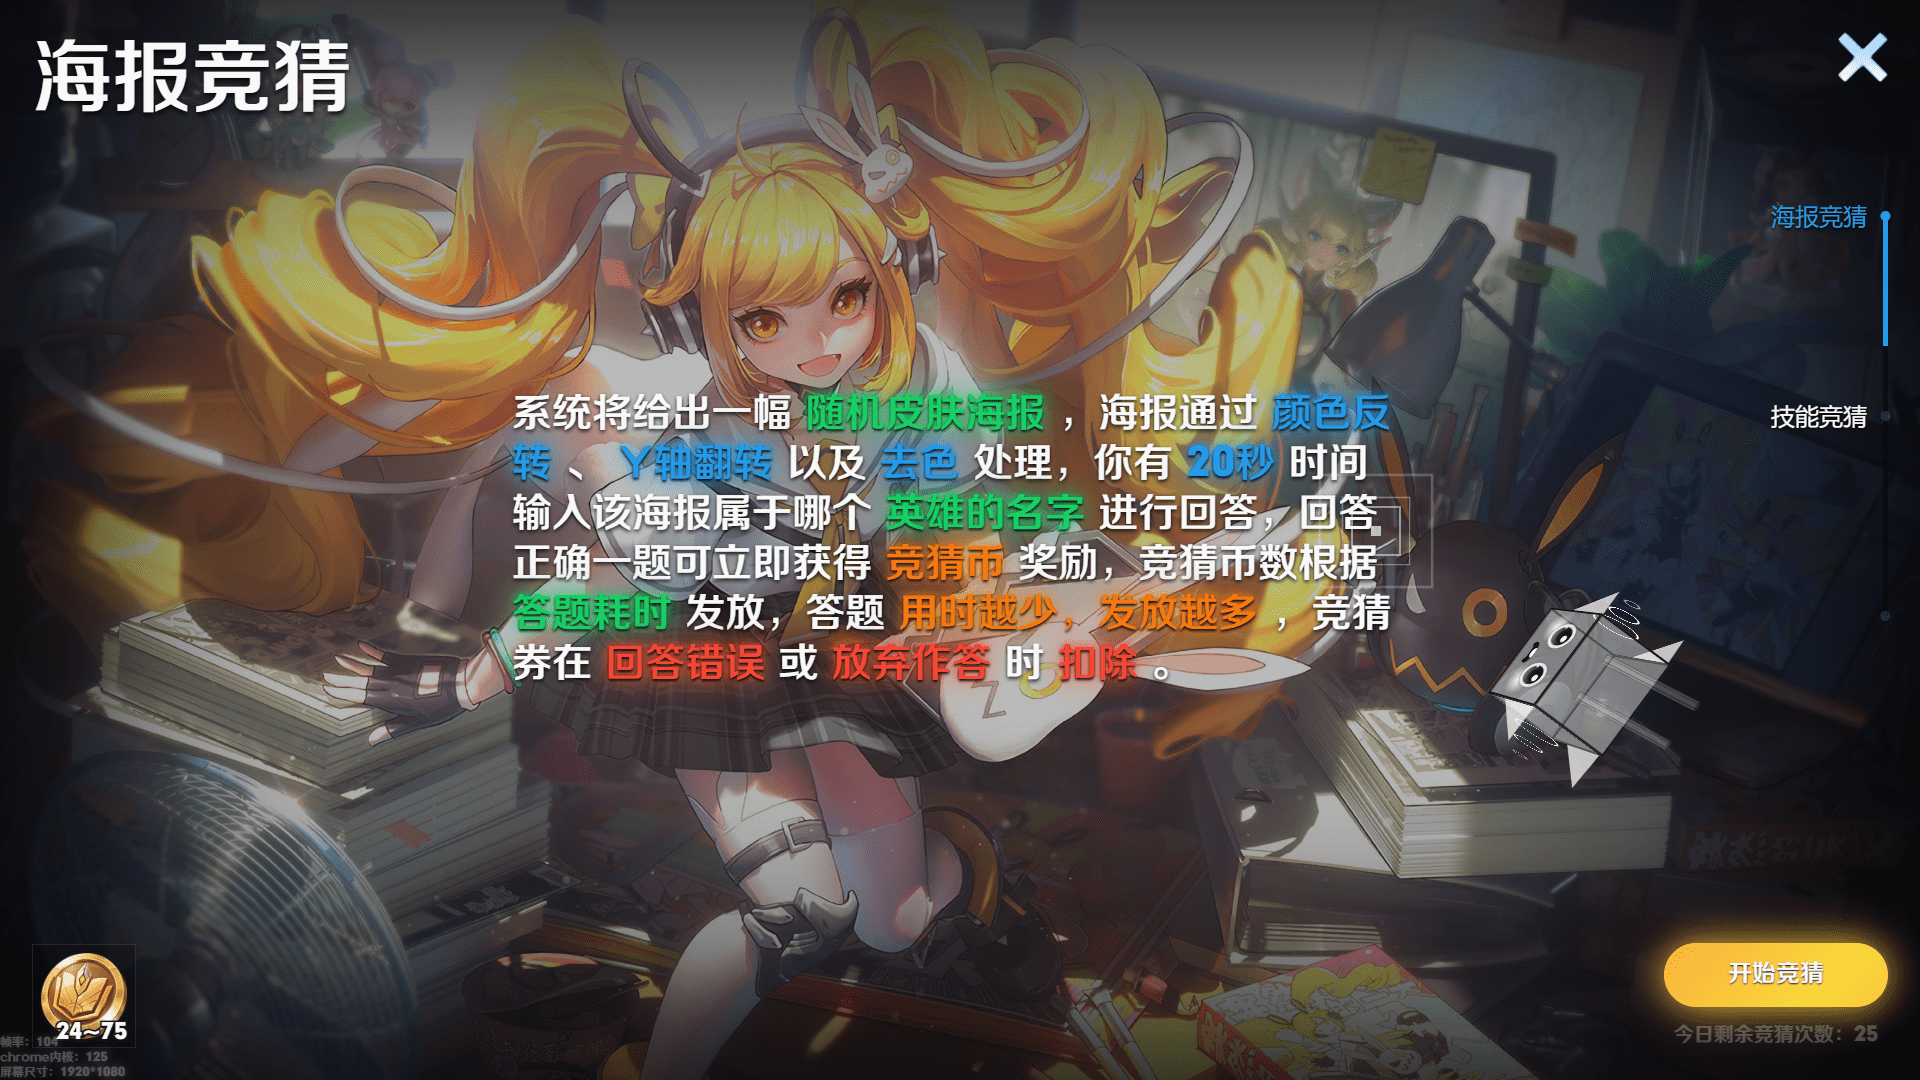 海报竞猜
海报竞猜
技能竞猜
系统将给出一幅 随机皮肤海报 ，海报通过 颜色反
转 、 Y轴翻转 以及 去色 处理，你有 20秒 时间
输入该海报属于哪个 英雄的名字 进行回答，回答
正确一题可立即获得 竞猜币 奖励，竞猜币数根据
答题耗时 发放，答题 用时越少，发放越多 ，竞猜
券在 回答错误 或 放弃作答 时 扣除 。
开始竞猜
今日剩余竞猜次数：25
24~75
帧率：104
chrome内核：125
屏幕尺寸：1920*1080